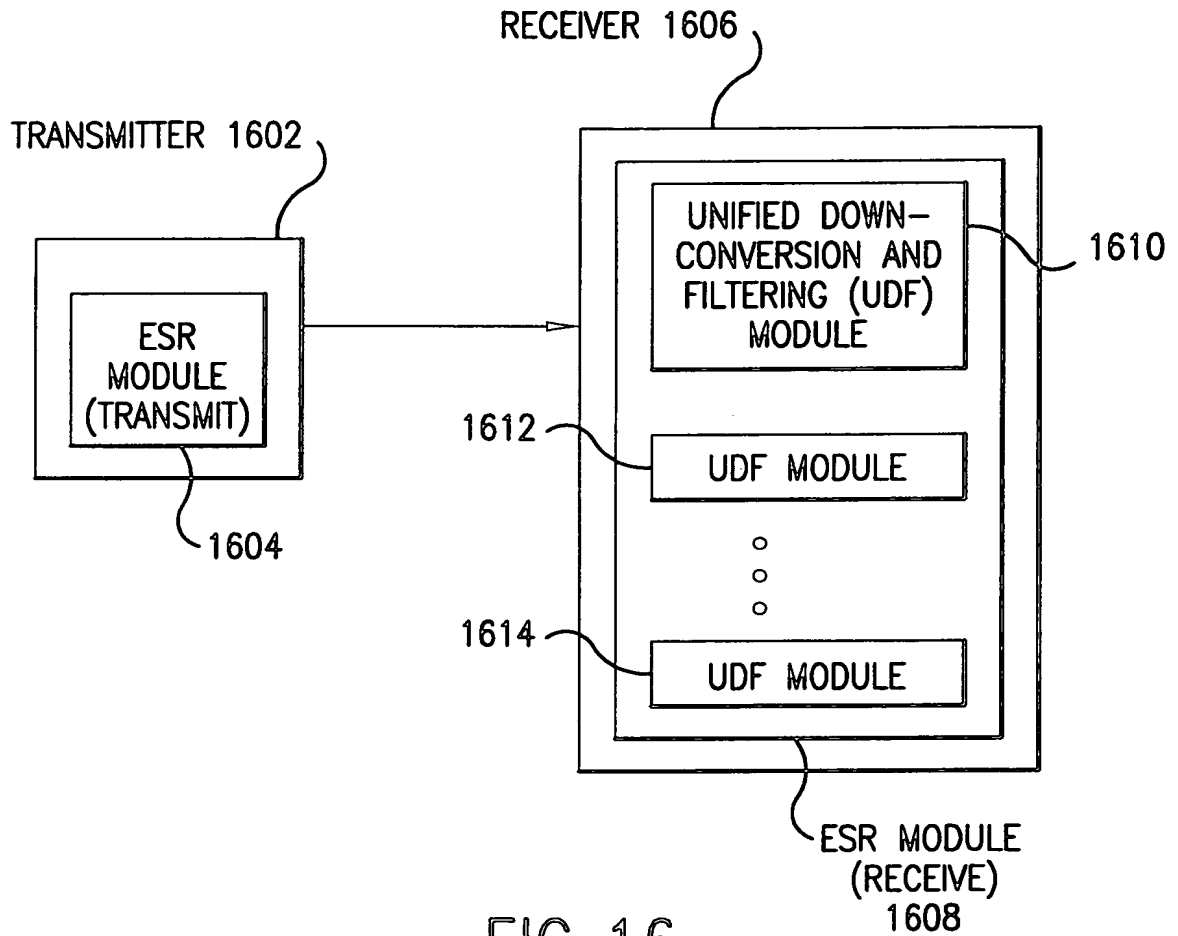 RECEIVER 1606
TRANSMITTER 1602
ESR
MODULE
(TRANSMIT)
1604
UNIFIED DOWN-
CONVERSION AND
FILTERING (UDF)
MODULE
1610
1612
UDF MODULE
1614
UDF MODULE
ESR MODULE
(RECEIVE)
1608
FIG. 16